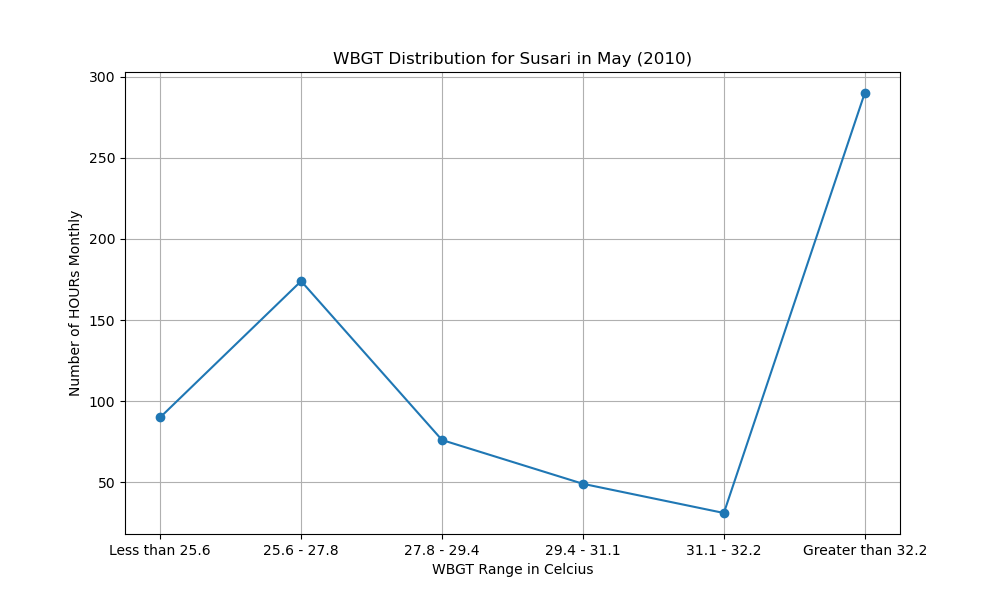 WBGT Distribution for Susari in May (2010)
300
250
200
150
100
50
Number of HOURs Monthly
Less than 25.6
25.6 - 27.8
27.8 - 29.4
29.4 - 31.1
31.1 - 32.2
Greater than 32.2
WBGT Range in Celcius